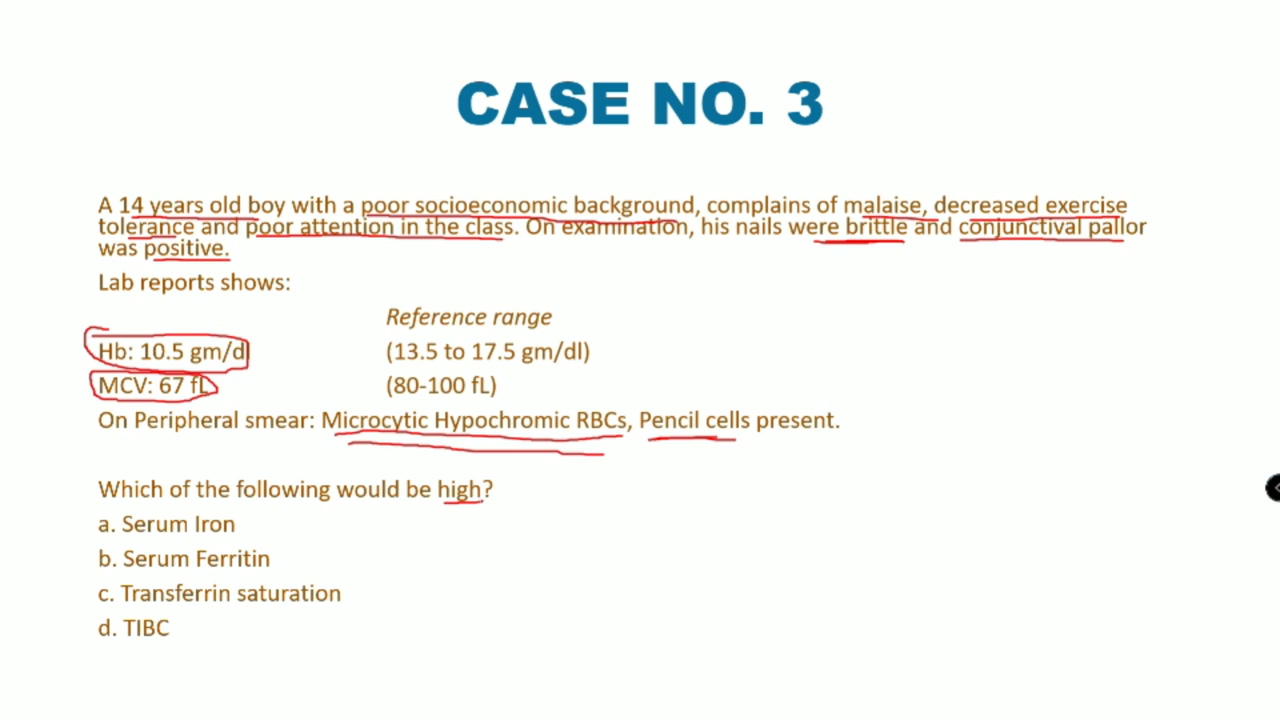 CASE NO. 3
A 14 years old boy with a poor socioeconomic background, complains of malaise, decreased exercise
tolerance and poor attention in the class. On examination, his nails were brittle and conjunctival pallor
was positive.
Lab reports shows:
Reference range
Hb: 10.5 gm/dl (13.5 to 17.5 gm/dl)
MCV: 67 fL (80-100 fL)
On Peripheral smear: Microcytic Hypochromic RBCs, Pencil cells present.
Which of the following would be high?
a. Serum Iron
b. Serum Ferritin
c. Transferrin saturation
d. TIBC